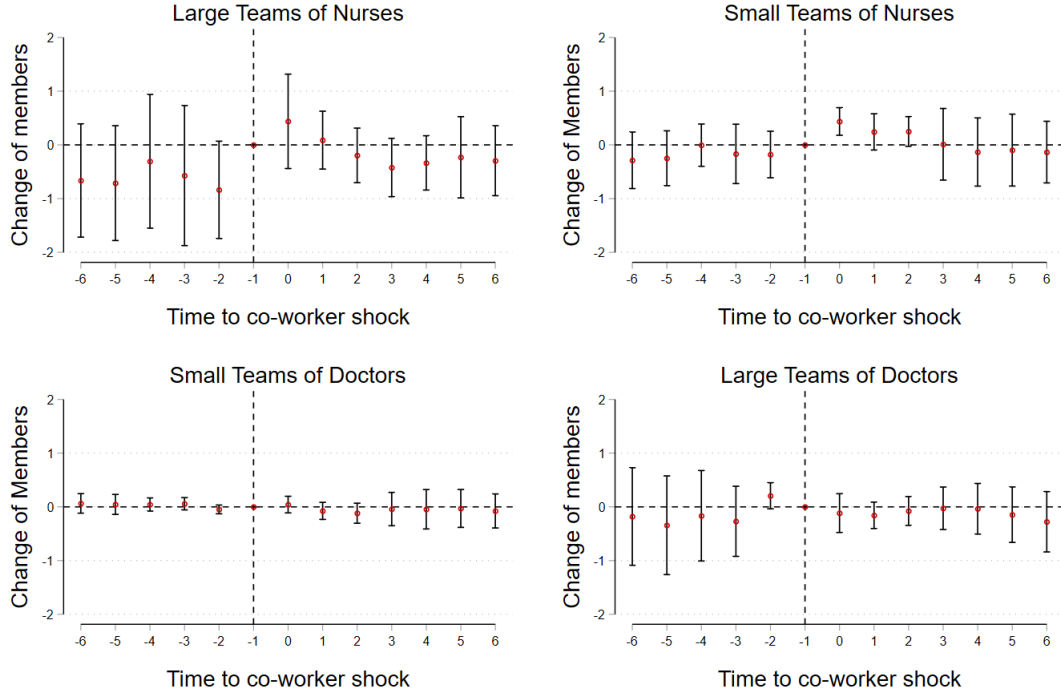 Large Teams of Nurses
Change of members
2
1
0
-1
-2
-6 -5 -4 -3 -2 -1 0 1 2 3 4 5 6
Time to co-worker shock
Small Teams of Nurses
Change of Members
2
1
0
-1
-2
-6 -5 -4 -3 -2 -1 0 1 2 3 4 5 6
Time to co-worker shock
Small Teams of Doctors
Change of Members
2
1
0
-1
-2
-6 -5 -4 -3 -2 -1 0 1 2 3 4 5 6
Time to co-worker shock
Large Teams of Doctors
Change of members
2
1
0
-1
-2
-6 -5 -4 -3 -2 -1 0 1 2 3 4 5 6
Time to co-worker shock